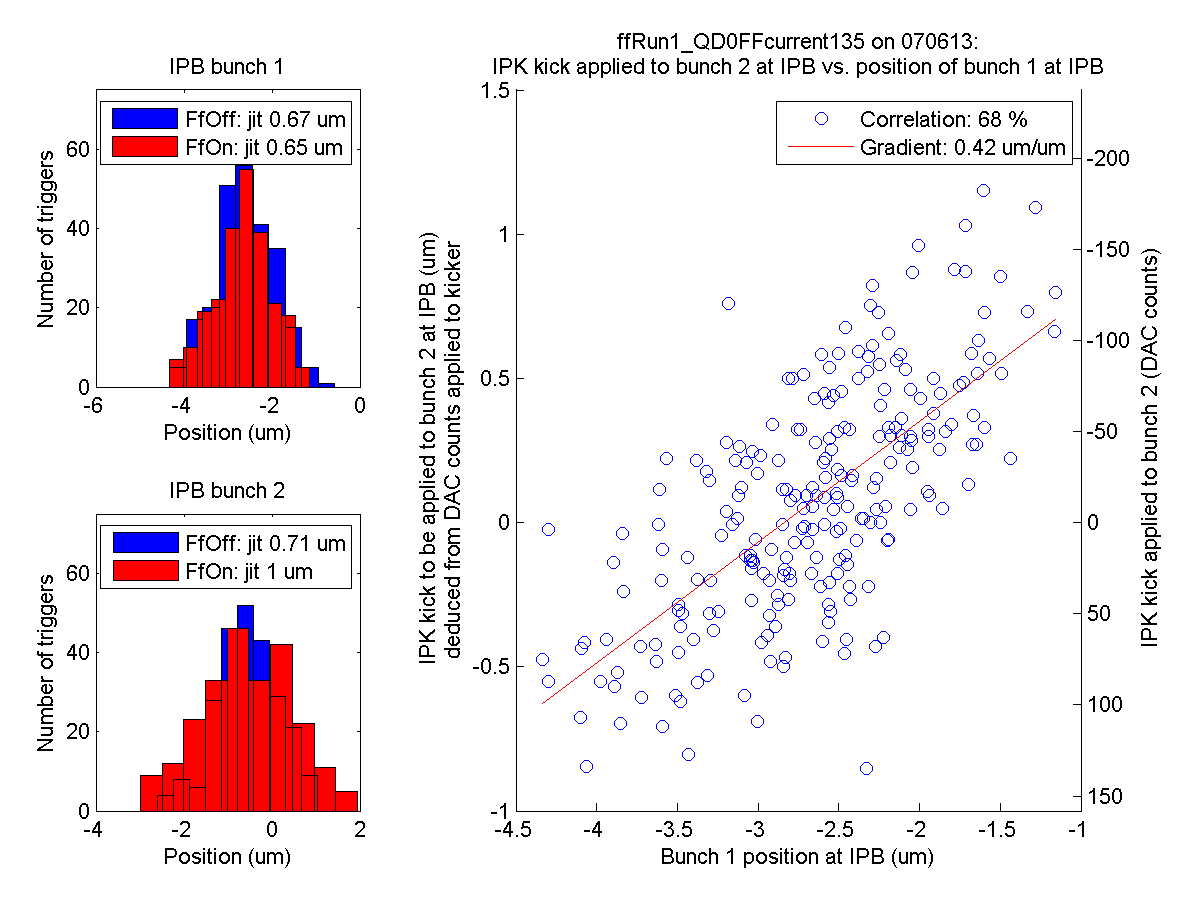 IPB bunch 1
FfOff: jit 0.67 um
FfOn: jit 0.65 um
Number of triggers
60
40
20
0
-6
-4
-2
0
Position (um)
IPB bunch 2
FfOff: jit 0.71 um
FfOn: jit 1 um
Number of triggers
60
40
20
0
-4
-2
0
2
Position (um)
ffRun1_QD0FFcurrent135 on 070613:
IPK kick applied to bunch 2 at IPB vs. position of bunch 1 at IPB
Correlation: 68 %
Gradient: 0.42 um/um
IPK kick to be applied to bunch 2 at IPB (um)
deduced from DAC counts applied to kicker
1.5
1
0.5
0
-0.5
-1
-4.5
-4
-3.5
-3
-2.5
-2
-1.5
-1
Bunch 1 position at IPB (um)
-200
-150
-100
-50
0
50
100
150
IPK kick applied to bunch 2 (DAC counts)